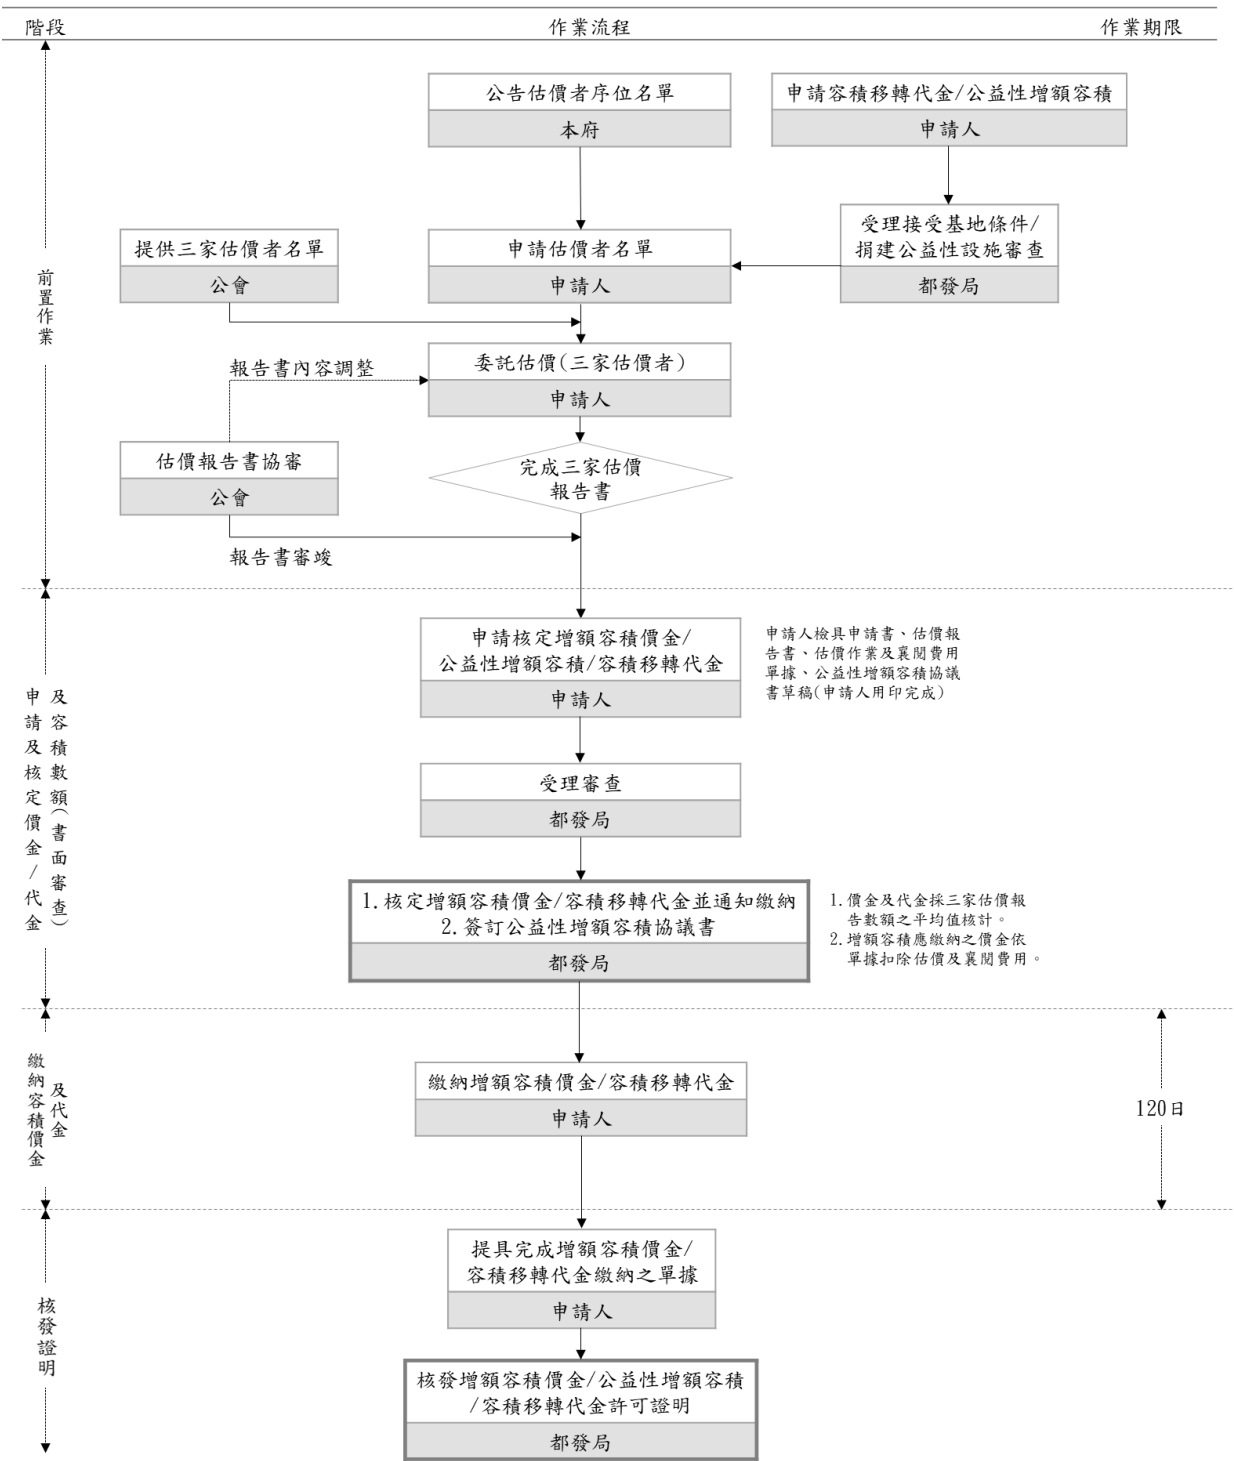 階段
作業流程
作業期限
公告估價者序位名單
本府
申請容積移轉代金/公益性增額容積
申請人
受理接受基地條件/
捐建公益性設施審查
都發局
提供三家估價者名單
公會
申請估價者名單
申請人
前置作業
報告書內容調整
委託估價(三家估價者)
申請人
估價報告書協審
公會
完成三家估價
報告書
報告書審竣
申請核定增額容積價金/
公益性增額容積/容積移轉代金
申請人
申請人檢具申請書、估價報
告書、估價作業及襄閱費用
單據、公益性增額容積協議
書草稿(申請人用印完成)
申請及核定價金/代金
及容積數額(書面審查)
受理審查
都發局
1.核定增額容積價金/容積移轉代金並通知繳納
2.簽訂公益性增額容積協議書
都發局
1.價金及代金採三家估價報
告數額之平均值核計。
2.增額容積應繳納之價金依
單據扣除估價及襄閱費用。
繳納容積價金
及代金
繳納增額容積價金/容積移轉代金
申請人
120日
提具完成增額容積價金/
容積移轉代金繳納之單據
申請人
核發證明
核發增額容積價金/公益性增額容積
/容積移轉代金許可證明
都發局